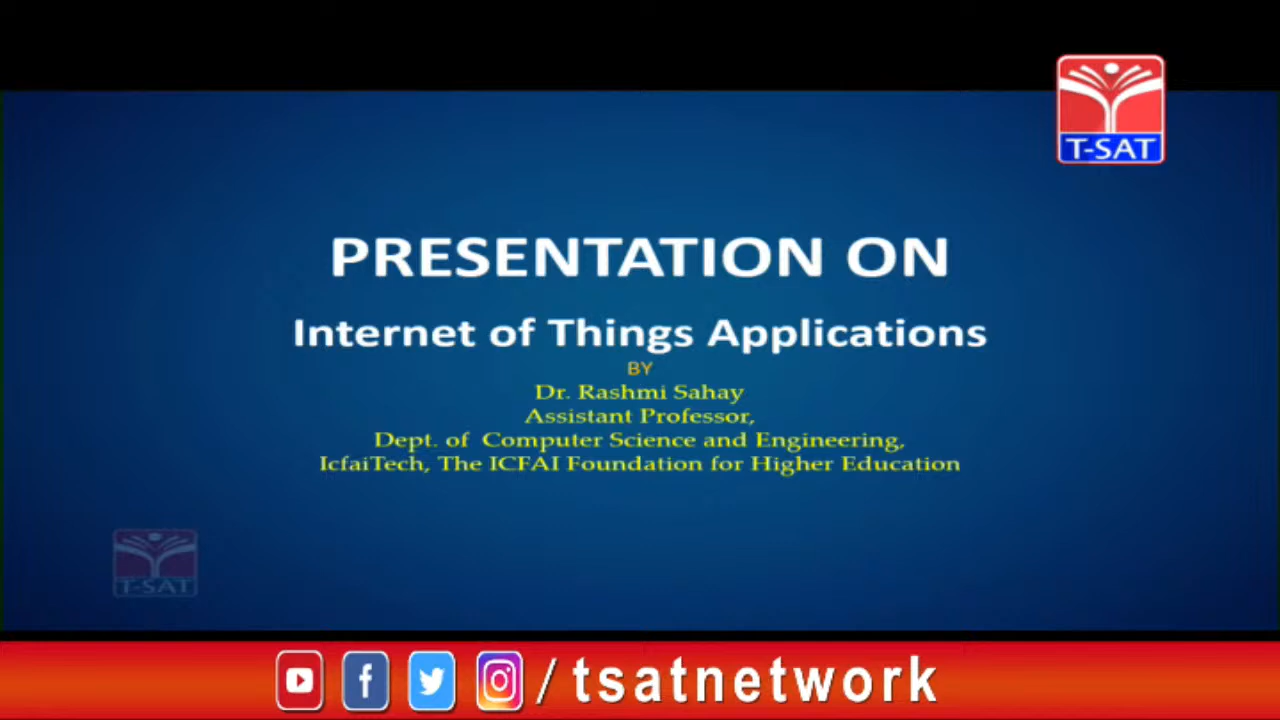 T-SAT
PRESENTATION ON
Internet of Things Applications
BY
Dr. Rashmi Sahay
Assistant Professor,
Dept. of Computer Science and Engineering,
IcfaiTech, The ICFAI Foundation for Higher Education
T-SAT
/ tsatnetwork